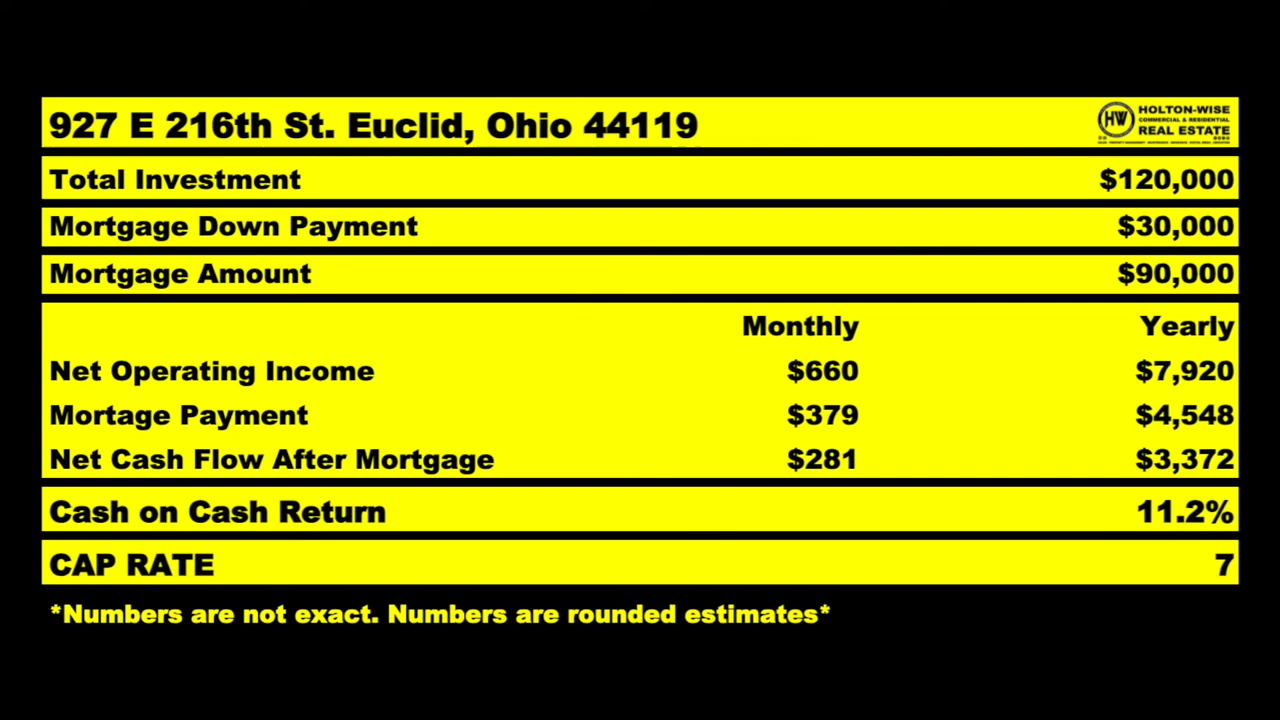 927 E 216th St. Euclid, Ohio 44119
HOLTON-WISE
COMMERCIAL & RESIDENTIAL
REAL ESTATE
HW
Total Investment $120,000
Mortgage Down Payment $30,000
Mortgage Amount $90,000
Monthly Yearly
Net Operating Income $660 $7,920
Mortage Payment $379 $4,548
Net Cash Flow After Mortgage $281 $3,372
Cash on Cash Return 11.2%
CAP RATE 7
*Numbers are not exact. Numbers are rounded estimates*